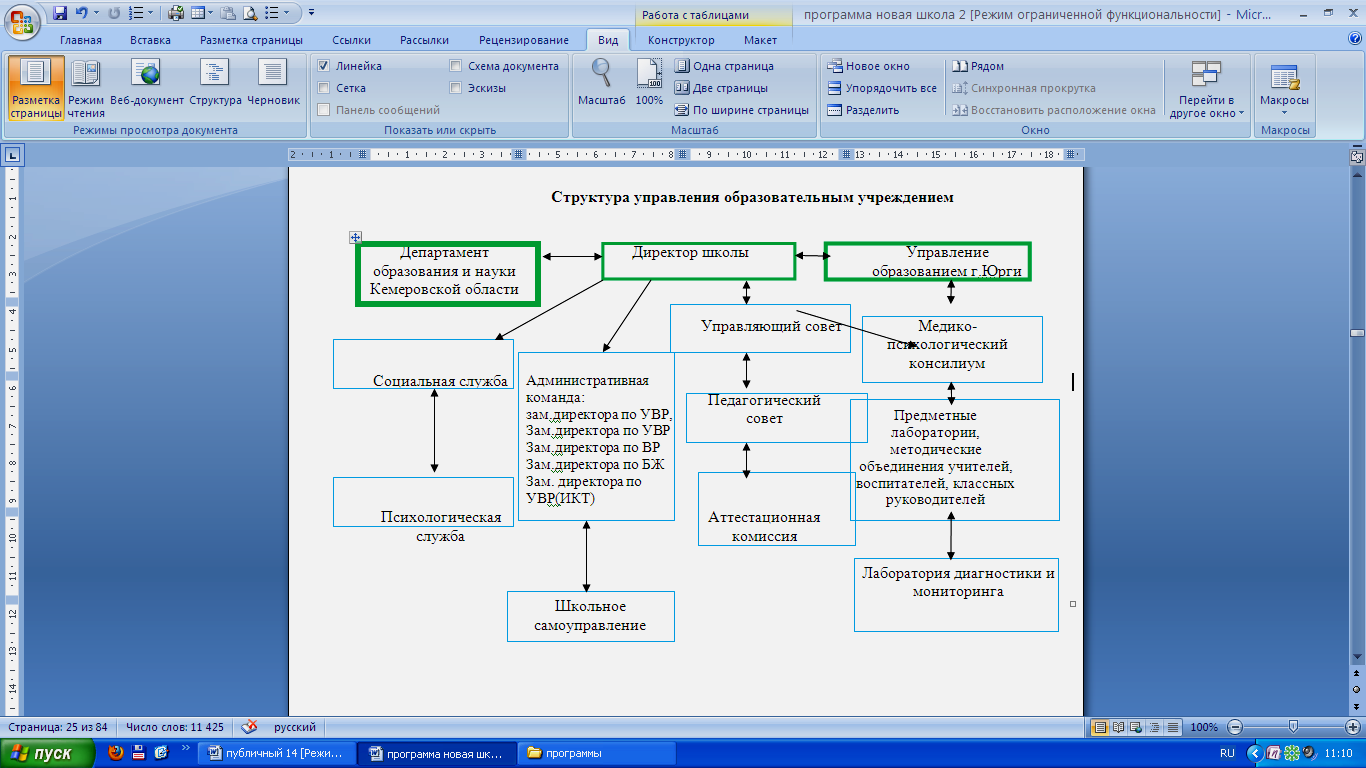 программа новая школа 2 [Режим ограниченной функциональности] - Micr...
Работа с таблицами
Главная
Вставка
Разметка страницы
Ссылки
Рассылки
Рецензирование
Вид
Конструктор
Макет
Разметка страницы
Режим чтения
Веб-документ
Структура
Черновик
Режимы просмотра документа
Линейка
Сетка
Панель сообщений
Схема документа
Эскизы
Показать или скрыть
Масштаб
100%
Одна страница
Две страницы
По ширине страницы
Масштаб
Новое окно
Упорядочить все
Разделить
Рядом
Синхронная прокрутка
Восстановить расположение окна
Перейти в другое окно
Окно
Макросы
Макросы
Структура управления образовательным учреждением
Департамент
образования и науки
Кемеровской области
Директор школы
Управление
образованием г.Юрги
Управляющий совет
Медико-
психологический
консилиум
Социальная служба
Административная
команда:
зам.директора по УВР,
Зам.директора по УВР
Зам.директора по ВР
Зам.директора по БЖ
Зам. директора по
УВР(ИКТ)
Педагогический
совет
Предметные
лаборатории,
методические
объединения учителей,
воспитателей, классных
руководителей
Психологическая
служба
Аттестационная
комиссия
Лаборатория диагностики и
мониторинга
Школьное
самоуправление
Страница: 25 из 84
Число слов: 11 425
русский
100%
пуск
публичный 14 [Режи...
программа новая шк...
программы
RU
11:10